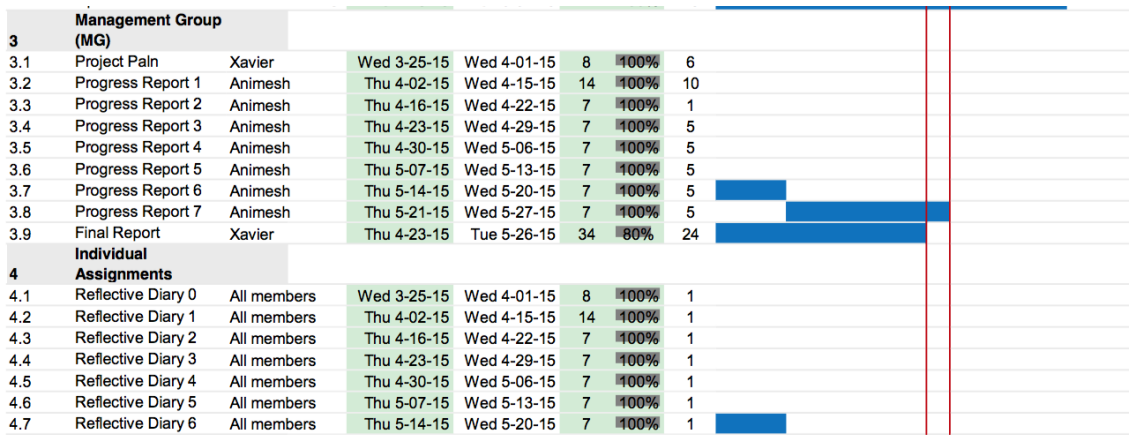 Management Group
3 (MG)
3.1 Project Paln Xavier Wed 3-25-15 Wed 4-01-15 8 100% 6
3.2 Progress Report 1 Animesh Thu 4-02-15 Wed 4-15-15 14 100% 10
3.3 Progress Report 2 Animesh Thu 4-16-15 Wed 4-22-15 7 100% 1
3.4 Progress Report 3 Animesh Thu 4-23-15 Wed 4-29-15 7 100% 5
3.5 Progress Report 4 Animesh Thu 4-30-15 Wed 5-06-15 7 100% 5
3.6 Progress Report 5 Animesh Thu 5-07-15 Wed 5-13-15 7 100% 5
3.7 Progress Report 6 Animesh Thu 5-14-15 Wed 5-20-15 7 100% 5
3.8 Progress Report 7 Animesh Thu 5-21-15 Wed 5-27-15 7 100% 5
3.9 Final Report Xavier Thu 4-23-15 Tue 5-26-15 34 80% 24
Individual
4 Assignments
4.1 Reflective Diary 0 All members Wed 3-25-15 Wed 4-01-15 8 100% 1
4.2 Reflective Diary 1 All members Thu 4-02-15 Wed 4-15-15 14 100% 1
4.3 Reflective Diary 2 All members Thu 4-16-15 Wed 4-22-15 7 100% 1
4.4 Reflective Diary 3 All members Thu 4-23-15 Wed 4-29-15 7 100% 1
4.5 Reflective Diary 4 All members Thu 4-30-15 Wed 5-06-15 7 100% 1
4.6 Reflective Diary 5 All members Thu 5-07-15 Wed 5-13-15 7 100% 1
4.7 Reflective Diary 6 All members Thu 5-14-15 Wed 5-20-15 7 100% 1